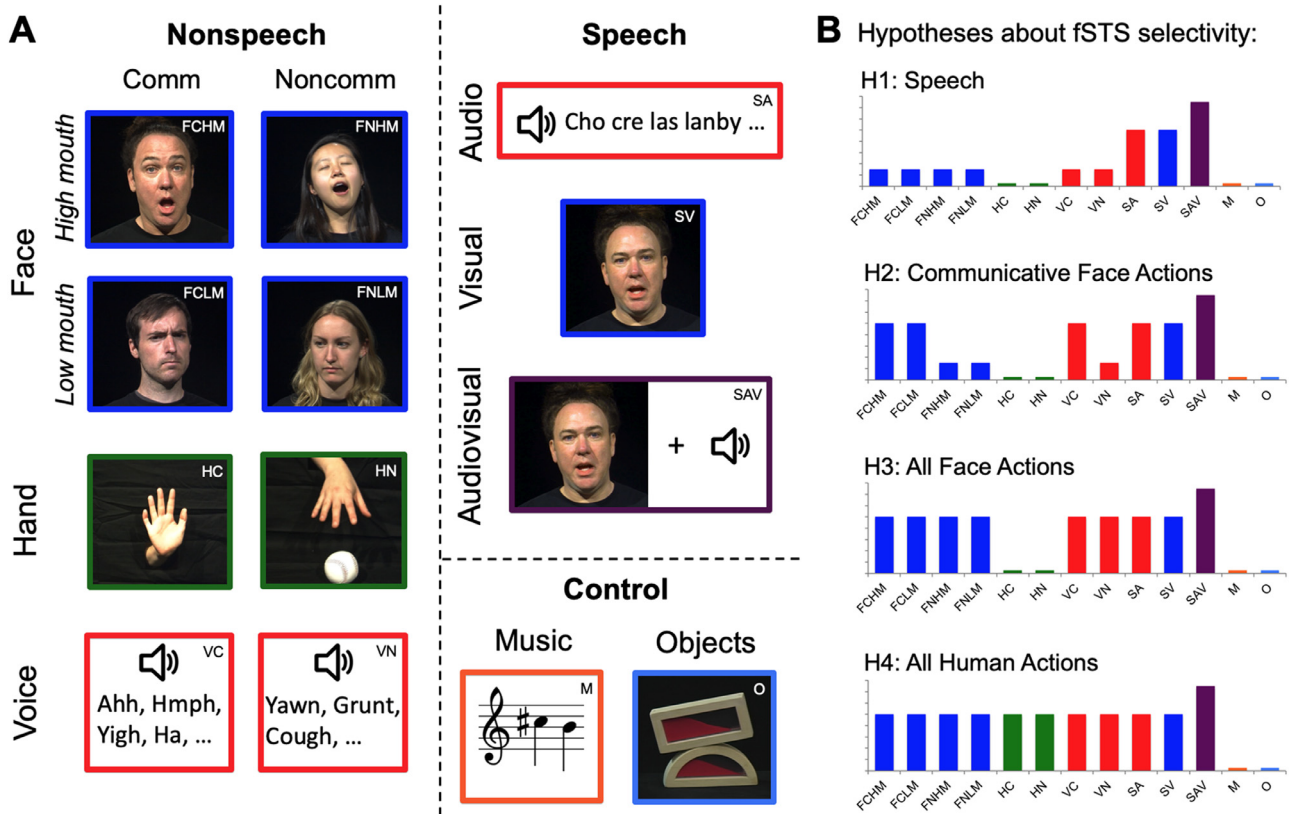 A
Nonspeech
Comm
Noncomm
Face
High mouth
FCHM
FNHM
Low mouth
FCLM
FNLM
Hand
HC
HN
Voice
VC
Ahh, Hmph,
Yigh, Ha, ...
VN
Yawn, Grunt,
Cough, ...
Speech
Audio
SA
Cho cre las lanby ...
Visual
SV
Audiovisual
SAV
+
Control
Music
Objects
M
O
B Hypotheses about fSTS selectivity:
H1: Speech
FCHM FCLM FNHM FNLM HC HN VC VN SA SV SAV M O
H2: Communicative Face Actions
FCHM FCLM FNHM FNLM HC HN VC VN SA SV SAV M O
H3: All Face Actions
FCHM FCLM FNHM FNLM HC HN VC VN SA SV SAV M O
H4: All Human Actions
FCHM FCLM FNHM FNLM HC HN VC VN SA SV SAV M O